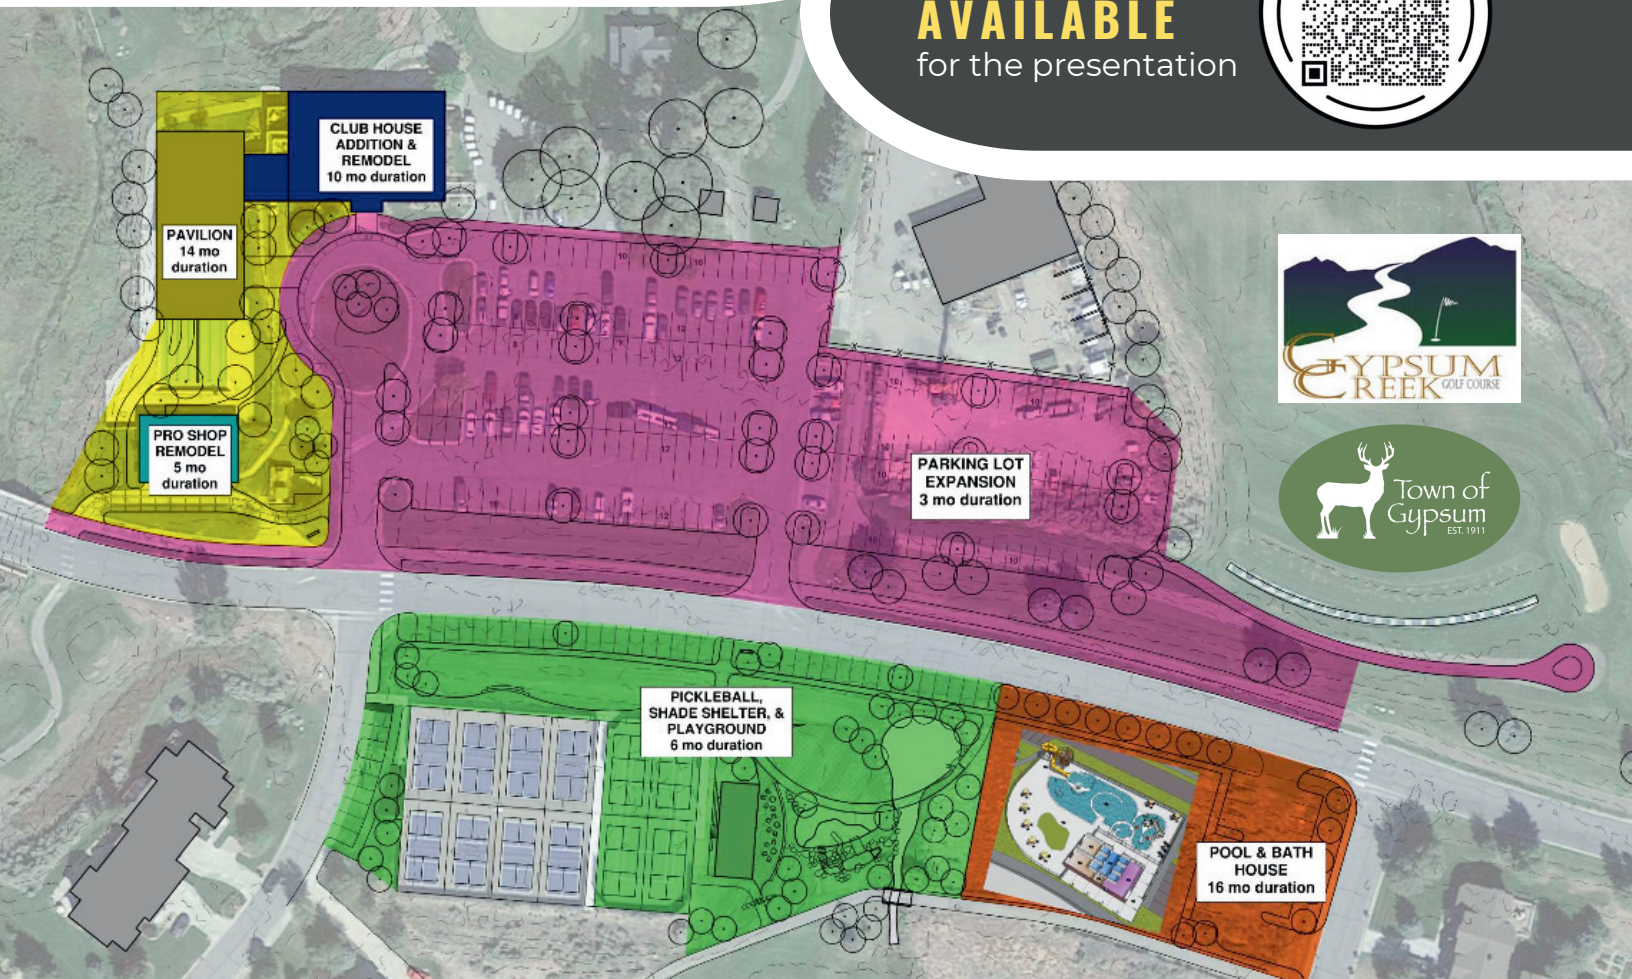 AVAILABLE
for the presentation
CLUB HOUSE
ADDITION &
REMODEL
10 mo duration
PAVILION
14 mo
duration
PRO SHOP
REMODEL
5 mo
duration
PARKING LOT
EXPANSION
3 mo duration
GYPSUM
CREEK GOLF COURSE
Town of
Gypsum
EST. 1911
PICKLEBALL,
SHADE SHELTER, &
PLAYGROUND
6 mo duration
POOL & BATH
HOUSE
16 mo duration